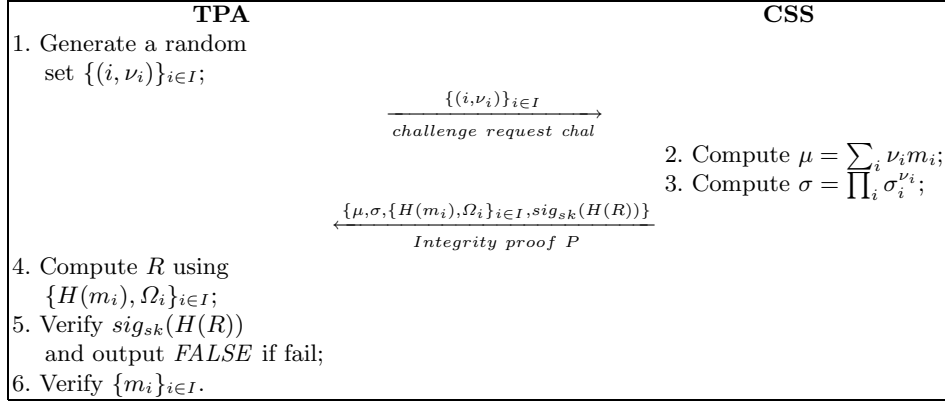 TPA CSS
1. Generate a random
set {(i, ν_i)}_{i∈I};
{(i,ν_i)}_{i∈I}
challenge request chal
2. Compute μ = ∑_i ν_i m_i;
3. Compute σ = ∏_i σ_i^{ν_i};
{μ,σ,{H(m_i),Ω_i}_{i∈I},sig_{sk}(H(R))}
Integrity proof P
4. Compute R using
{H(m_i), Ω_i}_{i∈I};
5. Verify sig_{sk}(H(R))
and output FALSE if fail;
6. Verify {m_i}_{i∈I}.